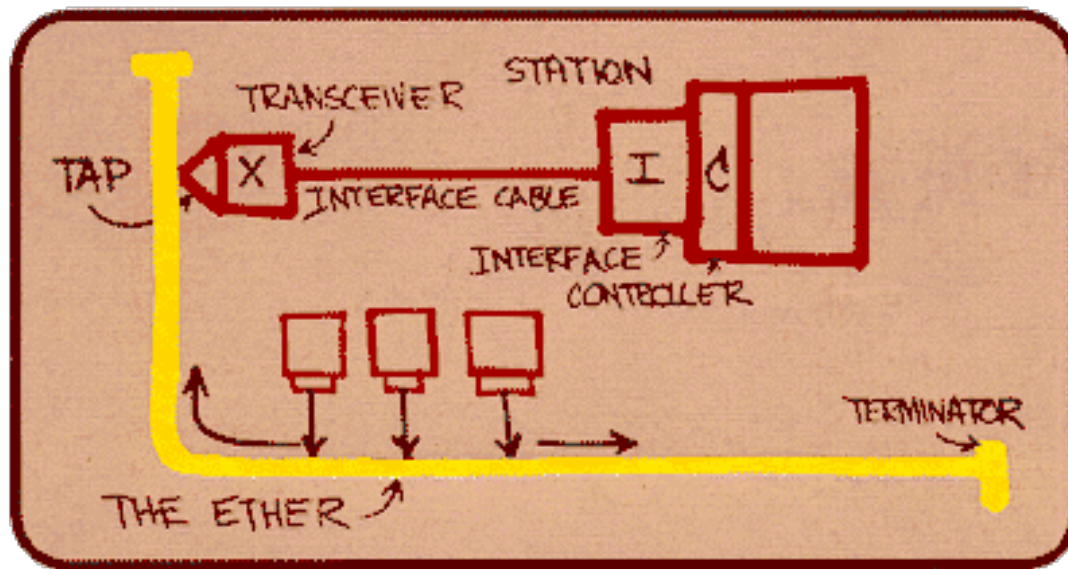 STATION
TRANSCEIVER
TAP
X
I
C
INTERFACE CABLE
INTERFACE
CONTROLLER
TERMINATOR
THE ETHER